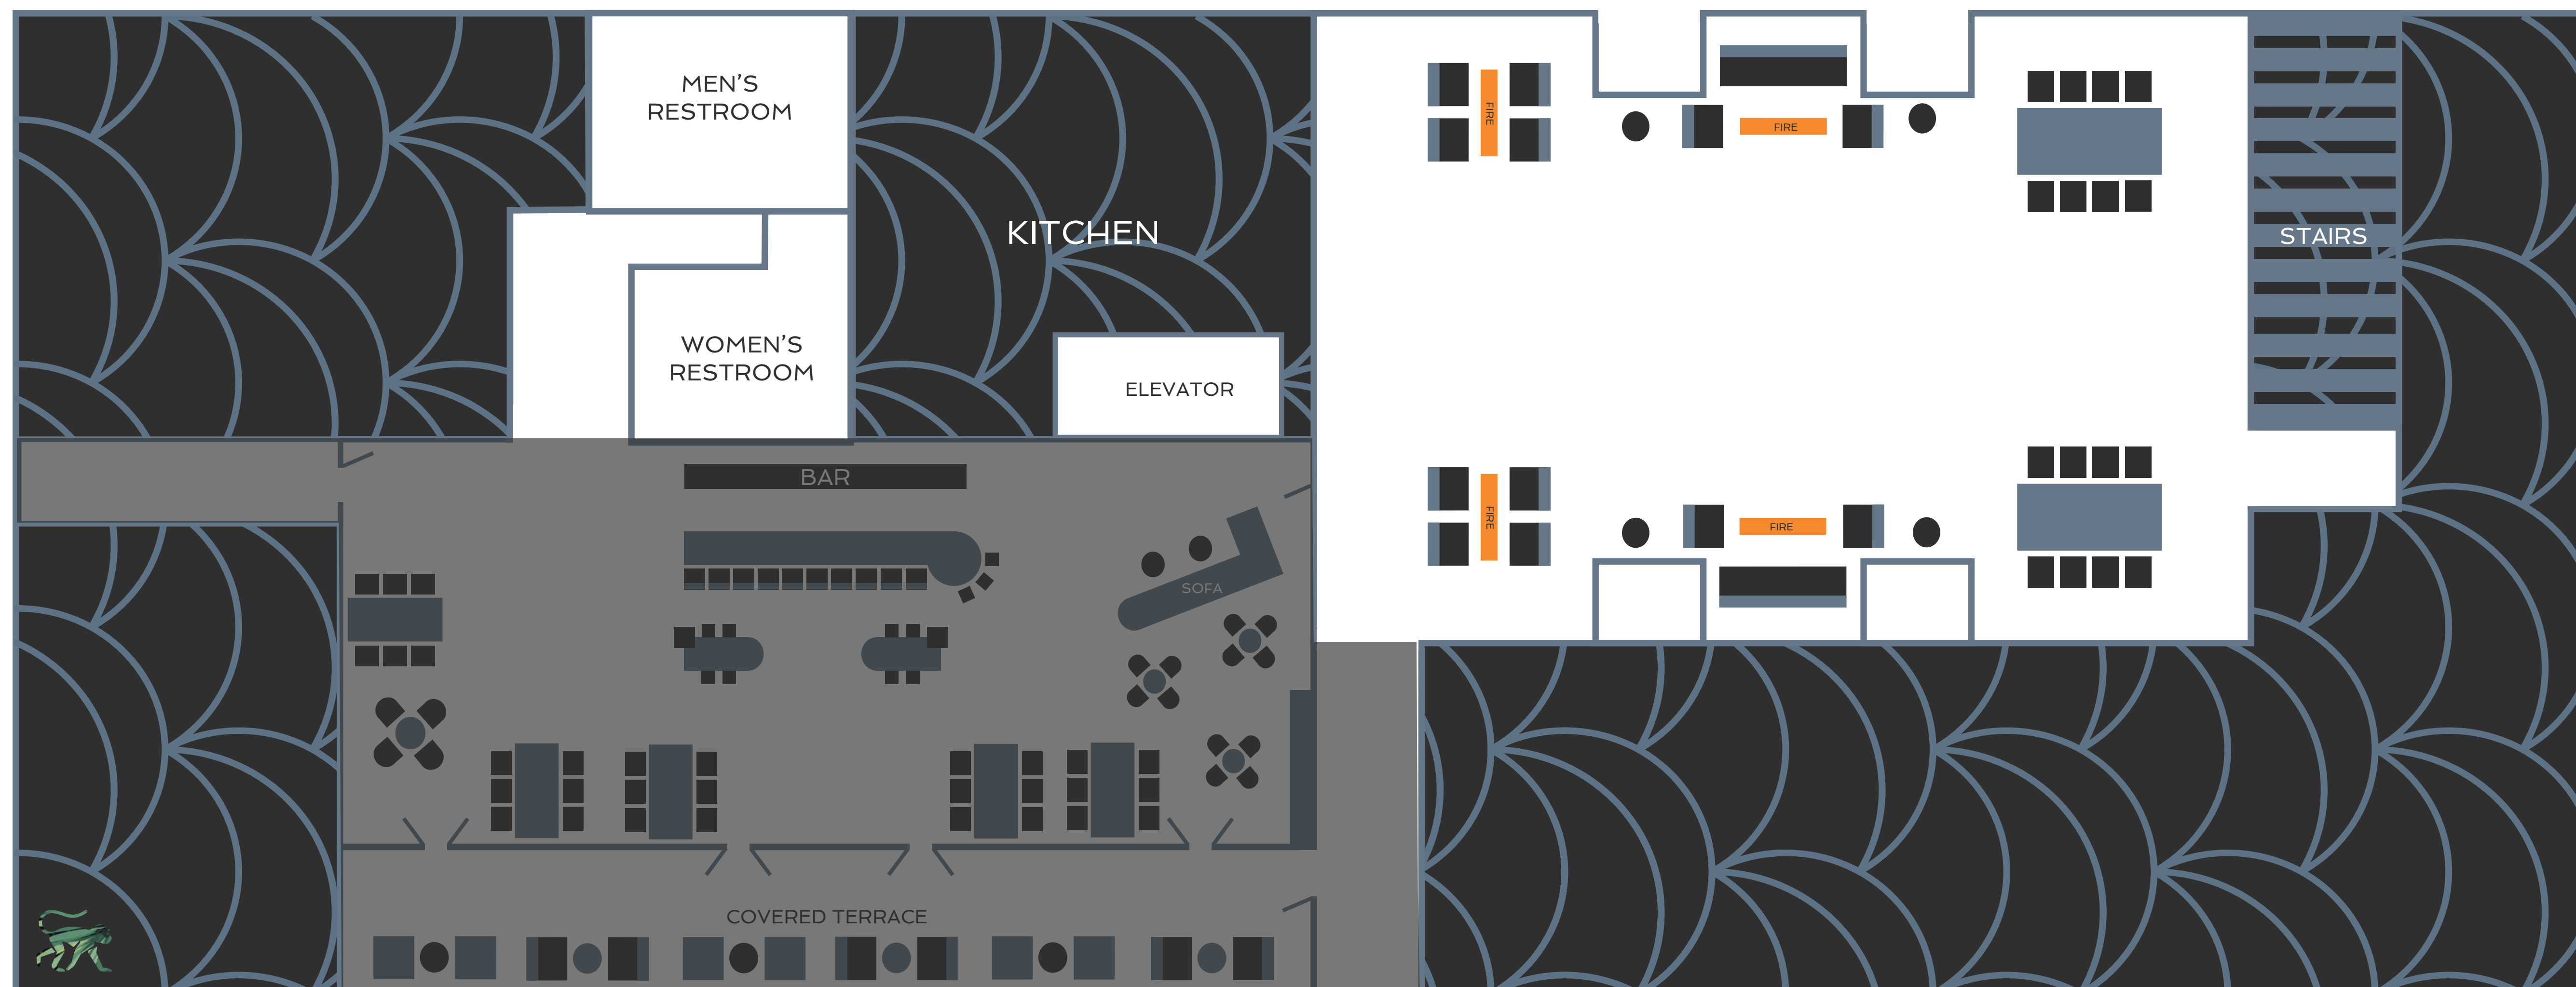 MEN'S
RESTROOM
FIRE
FIRE
KITCHEN
STAIRS
WOMEN'S
RESTROOM
ELEVATOR
BAR
FIRE
FIRE
SOFA
COVERED TERRACE